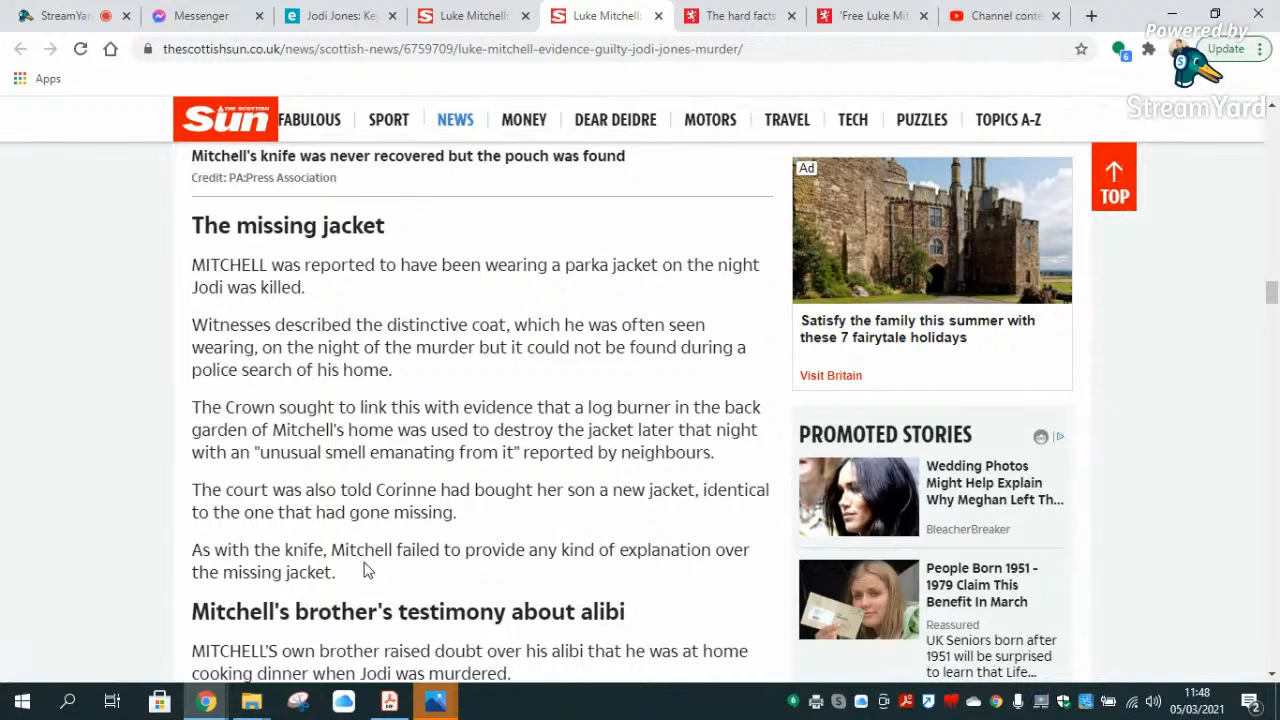 StreamYar
Messenger
Jodi Jones: Ke
Luke Mitchell:
Luke Mitchell:
The hard facts
'Free Luke Mit
Channel conte
Powered by
thescottishsun.co.uk/news/scottish-news/6759709/luke-mitchell-evidence-guilty-jodi-jones-murder/
6
Update
Apps
StreamYard
THE SCOTTISH
Sun
FABULOUS
SPORT
NEWS
MONEY
DEAR DEIDRE
MOTORS
TRAVEL
TECH
PUZZLES
TOPICS A-Z
Mitchell's knife was never recovered but the pouch was found
Credit: PA:Press Association
The missing jacket
MITCHELL was reported to have been wearing a parka jacket on the night
Jodi was killed.
Witnesses described the distinctive coat, which he was often seen
wearing, on the night of the murder but it could not be found during a
police search of his home.
The Crown sought to link this with evidence that a log burner in the back
garden of Mitchell's home was used to destroy the jacket later that night
with an "unusual smell emanating from it" reported by neighbours.
The court was also told Corinne had bought her son a new jacket, identical
to the one that had gone missing.
As with the knife, Mitchell failed to provide any kind of explanation over
the missing jacket.
Mitchell's brother's testimony about alibi
MITCHELL'S own brother raised doubt over his alibi that he was at home
cooking dinner when Jodi was murdered.
Ad
TOP
Satisfy the family this summer with
these 7 fairytale holidays
Visit Britain
PROMOTED STORIES
Wedding Photos
Might Help Explain
Why Meghan Left Th...
BleacherBreaker
People Born 1951 -
1979 Claim This
Benefit In March
Reassured
UK Seniors born after
1951 will be surprised
to learn that Life...
11:48
05/03/2021
2